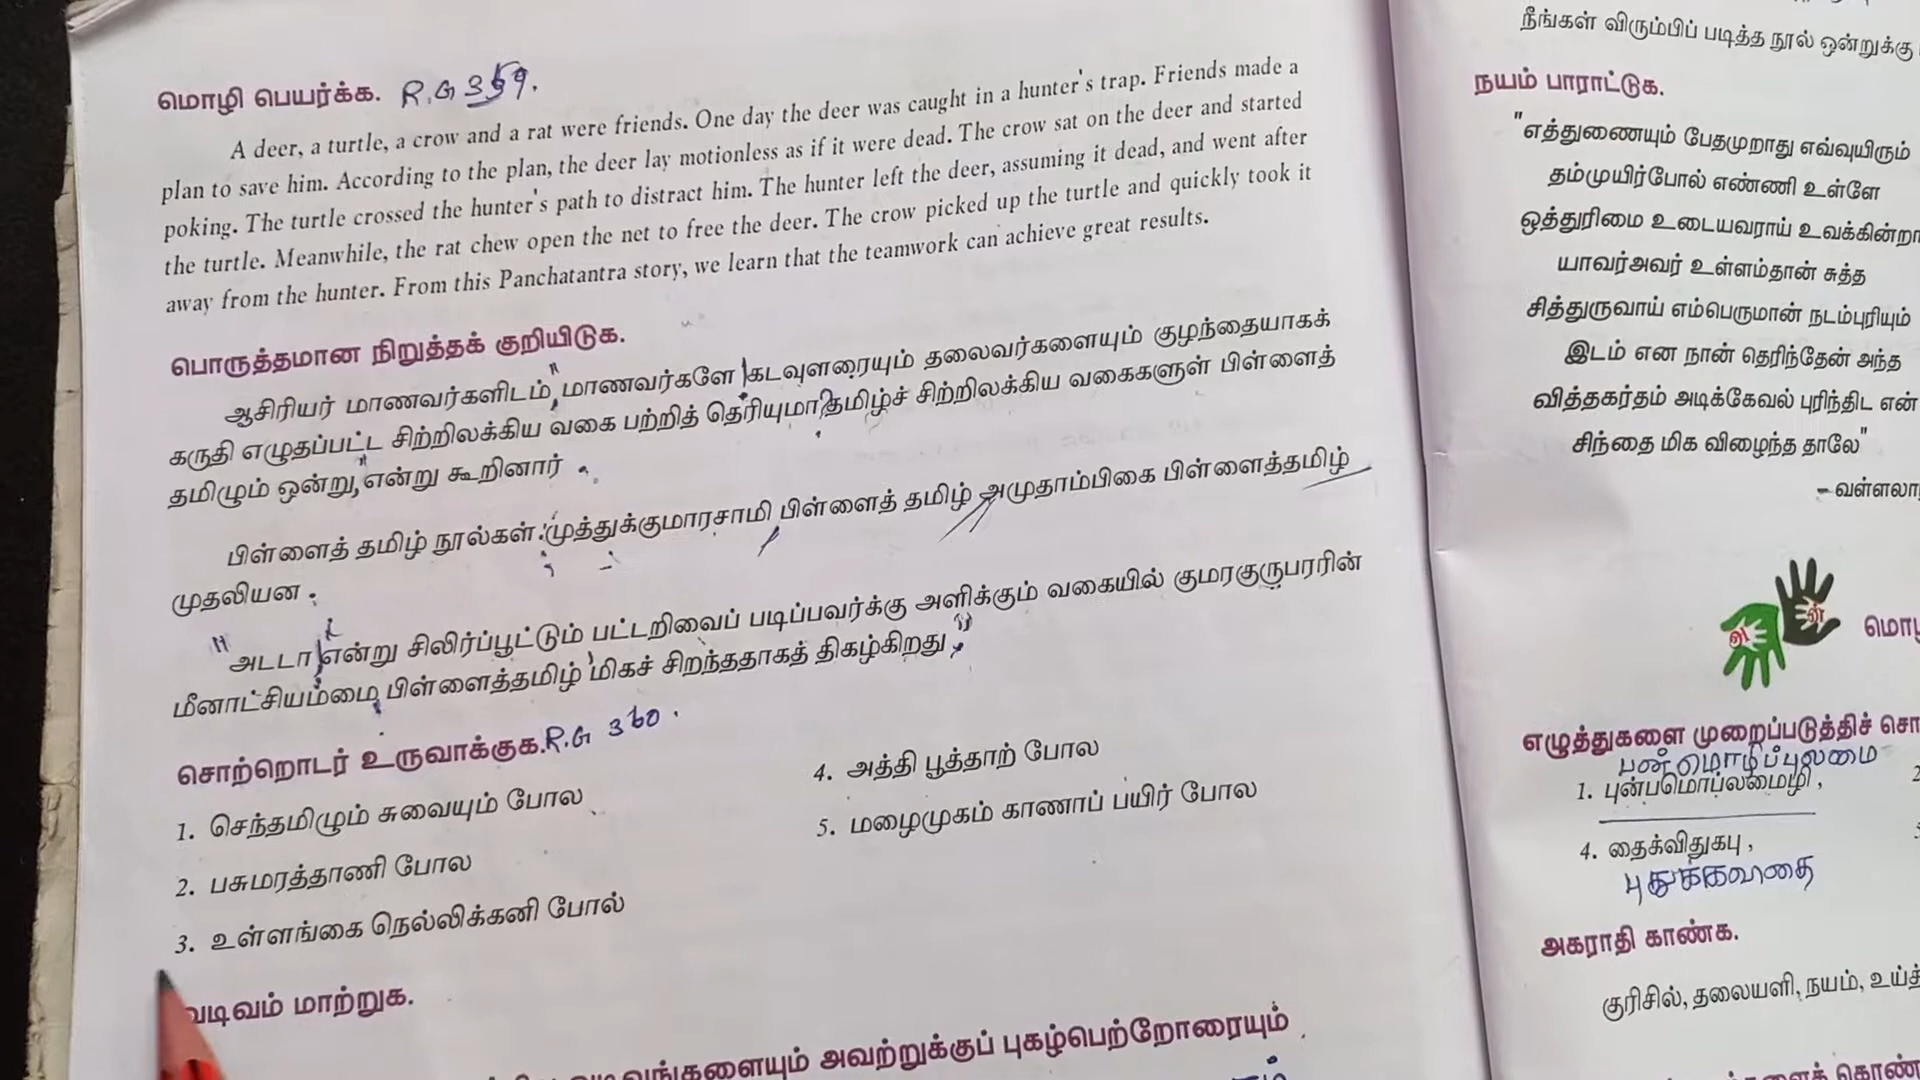 மொழி பெயர்க்க. R.G 359.
A deer, a turtle, a crow and a rat were friends. One day the deer was caught in a hunter's trap. Friends made a
plan to save him. According to the plan, the deer lay motionless as if it were dead. The crow sat on the deer and started
poking. The turtle crossed the hunter's path to distract him. The hunter left the deer, assuming it dead, and went after
the turtle. Meanwhile, the rat chew open the net to free the deer. The crow picked up the turtle and quickly took it
away from the hunter. From this Panchatantra story, we learn that the teamwork can achieve great results.
பொருத்தமான நிறுத்தக் குறியிடுக.
ஆசிரியர் மாணவர்களிடம், "மாணவர்களே! கடவுளரையும் தலைவர்களையும் குழந்தையாகக்
கருதி எழுதப்பட்ட சிற்றிலக்கிய வகை பற்றித் தெரியுமா? தமிழ்ச் சிற்றிலக்கிய வகைகளுள் பிள்ளைத்
தமிழும் ஒன்று," என்று கூறினார்.
பிள்ளைத் தமிழ் நூல்கள்: முத்துக்குமாரசாமி பிள்ளைத் தமிழ், அமுதாம்பிகை பிள்ளைத்தமிழ்
முதலியன.
"அடடா! என்று சிலிர்ப்பூட்டும் பட்டறிவைப் படிப்பவர்க்கு அளிக்கும் வகையில் குமரகுருபரரின்
மீனாட்சியம்மை பிள்ளைத்தமிழ் மிகச் சிறந்ததாகத் திகழ்கிறது".
சொற்றொடர் உருவாக்குக. R.G 360.
1. செந்தமிழும் சுவையும் போல
2. பசுமரத்தாணி போல
3. உள்ளங்கை நெல்லிக்கனி போல்
4. அத்தி பூத்தாற் போல
5. மழைமுகம் காணாப் பயிர் போல
வடிவம் மாற்றுக.
வடிவங்களையும் அவற்றுக்குப் புகழ்பெற்றோரையும்
நீங்கள் விரும்பிப் படித்த நூல் ஒன்றுக்கு
நயம் பாராட்டுக.
"எத்துணையும் பேதமுறாது எவ்வுயிரும்
தம்முயிர்போல் எண்ணி உள்ளே
ஒத்துரிமை உடையவராய் உவக்கின்றா
யாவர்அவர் உள்ளம்தான் சுத்த
சித்துருவாய் எம்பெருமான் நடம்புரியும்
இடம் என நான் தெரிந்தேன் அந்த
வித்தகர்தம் அடிக்கேவல் புரிந்திட என்
சிந்தை மிக விழைந்த தாலே"
- வள்ளலா
அ ன்
மொழ
எழுத்துகளை முறைப்படுத்திச் சொ
பன்மொழிப்புலமை
1. புன்பமொப்லமைழி,
4. தைக்விதுகபு,
புதுக்கவிதை
அகராதி காண்க.
குரிசில், தலையளி, நயம், உய்த்